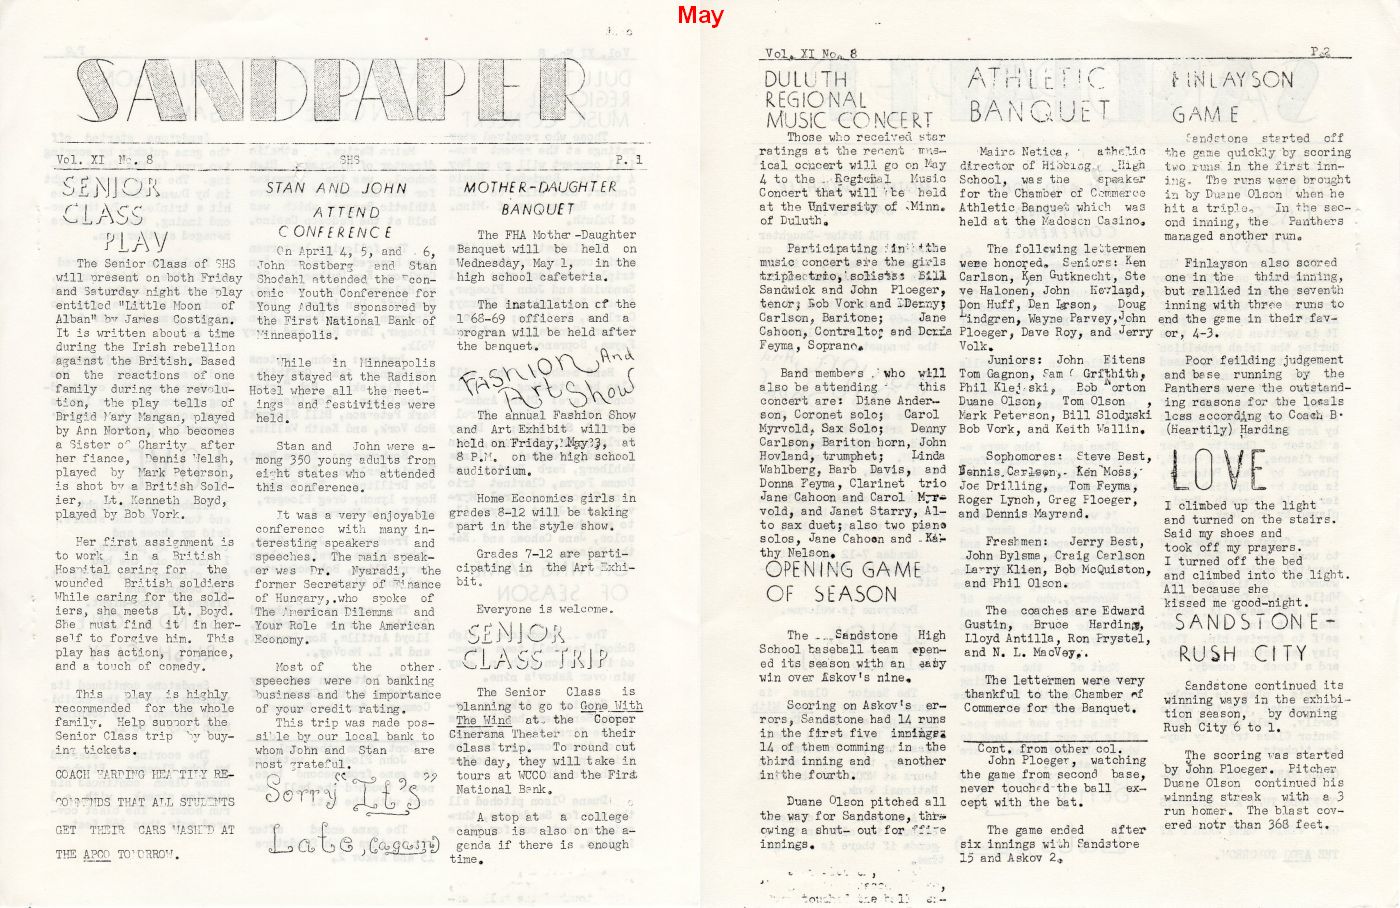 May
SANDPAPER
Vol. XI No. 8 SHS P. 1
SENIOR
CLASS
PLAY
The Senior Class of SHS
will present on both Friday
and Saturday night the play
entitled "Little Moon of
Alban" by James Costigan.
It is written about a time
during the Irish rebellion
against the British. Based
on the reactions of one
family during the revolu-
tion, the play tells of
Brigid Mary Mangan, played
by Ann Norton, who becomes
a Sister of Charity after
her fiance, Dennis Welsh,
played by Mark Peterson,
is shot by a British Sold-
ier, Lt. Kenneth Boyd,
played by Bob Vork.
Her first assignment is
to work in a British
Hospital caring for the
wounded British soldiers
While caring for the sold-
iers, she meets Lt. Boyd.
She must find it in her-
self to forgive him. This
play has action, romance,
and a touch of comedy.
This play is highly
recommended for the whole
family. Help support the
Senior Class trip by buy-
ing tickets.
COACH HARDING HEARTILY RE-
COMMENDS THAT ALL STUDENTS
GET THEIR CARS WASHED AT
THE APCO TOMORROW.
STAN AND JOHN
ATTEND
CONFERENCE
On April 4, 5, and 6,
John Rostberg and Stan
Shodahl attended the Econ-
omic Youth Conference for
Young Adults sponsored by
the First National Bank of
Minneapolis.
While in Minneapolis
they stayed at the Radison
Hotel where all the meet-
ings and festivities were
held.
Stan and John were a-
mong 350 young adults from
eight states who attended
this conference.
It was a very enjoyable
conference with many in-
teresting speakers and
speeches. The main speak-
er was Dr. Nyaradi, the
former Secretary of Finance
of Hungary, who spoke of
The American Dilemma and
Your Role in the American
Economy.
Most of the other
speeches were on banking
business and the importance
of your credit rating.
This trip was made pos-
sible by our local bank to
whom John and Stan are
most grateful.
Sorry "It's"
Late, (again)
MOTHER-DAUGHTER
BANQUET
The FHA Mother-Daughter
Banquet will be held on
Wednesday, May 1, in the
high school cafeteria.
The installation of the
1968-69 officers and a
progran will be held after
the banquet.
Fashion And
Art Show
The annual Fashion Show
and Art Exhibit will be
held on Friday, May 3, at
8 P.M. on the high school
auditorium.
Home Economics girls in
grades 8-12 will be taking
part in the style show.
Grades 7-12 are parti-
cipating in the Art Exhi-
bit.
Everyone is welcome.
SENIOR
CLASS TRIP
The Senior Class is
planning to go to Gone With
The Wind at the Cooper
Cinerama Theater on their
class trip. To round out
the day, they will take in
tours at WCCO and the First
National Bank.
A stop at a college
campus is also on the a-
genda if there is enough
time.
Vol. XI No. 8 P.2
DULUTH
REGIONAL
MUSIC CONCERT
Those who received star
ratings at the recent mus-
ical concert will go on May
4 to the Regional Music
Concert that will be held
at the University of Minn.
of Duluth.
Participating in the
music concert are the girls
triple trio, solists: Bill
Sandwick and John Ploeger,
tenor; Bob Vork and Denny
Carlson, Baritone; Jane
Cahoon, Contralto; and Donna
Feyma, Soprano.
Band members who will
also be attending this
concert are: Diane Ander-
son, Coronet solo; Carol
Myrvold, Sax Solo; Denny
Carlson, Bariton horn, John
Hovland, trumphet; Linda
Wahlberg, Barb Davis, and
Donna Feyma, Clarinet trio
Jane Cahoon and Carol Myr-
vold, and Janet Starry, Al-
to sax duet; also two piano
solos, Jane Cahoon and Ka-
thy Nelson.
OPENING GAME
OF SEASON
The Sandstone High
School baseball team open-
ed its season with an easy
win over Askov's nine.
Scoring on Askov's er-
rors, Sandstone had 14 runs
in the first five innings;
14 of them comming in the
third inning and another
in the fourth.
Duane Olson pitched all
the way for Sandstone, thro-
owing a shut- out for five
innings.
ATHLETIC
BANQUET
Mairo Netica, athelic
director of Hibbing High
School, was the speaker
for the Chamber of Commerce
Athletic Banquet which was
held at the Madosen Casino.
The following lettermen
were honored. Seniors: Ken
Carlson, Ken Gutknecht, Ste
ve Halonen, John Hovland,
Don Huff, Dan Larson, Doug
Lindgren, Wayne Parvey, John
Ploeger, Dave Roy, and Jerry
Volk.
Juniors: John Eitens
Tom Gagnon, Sam Griffith,
Phil Klejeski, Bob Norton
Duane Olson, Tom Olson,
Mark Peterson, Bill Slodyski
Bob Vork, and Keith Wallin.
Sophomores: Steve Best,
Dennis Carlson, Ken Moss,
Joe Drilling, Tom Feyma,
Roger Lynch, Greg Ploeger,
and Dennis Mayrand.
Freshmen: Jerry Best,
John Bylsma, Craig Carlson
Larry Klien, Bob McQuiston,
and Phil Olson.
The coaches are Edward
Gustin, Bruce Harding,
Lloyd Antilla, Ron Prystel,
and N. L. MacVey.
The lettermen were very
thankful to the Chamber of
Commerce for the Banquet.
Cont. from other col.
John Ploeger, watching
the game from second base,
never touched the ball ex-
cept with the bat.
The game ended after
six innings with Sandstore
15 and Askov 2.
FINLAYSON
GAME
Sandstone started off
the game quickly by scoring
two runs in the first inn-
ing. The runs were brought
in by Duane Olson when he
hit a triple. In the sec-
ond inning, the Panthers
managed another run.
Finlayson also scored
one in the third inning,
but rallied in the seventh
inning with three runs to
end the game in their fav-
or, 4-3.
Poor feilding judgement
and base running by the
Panthers were the outstand-
ing reasons for the locals
loss according to Coach B.
(Heartily) Harding
LOVE
I climbed up the light
and turned on the stairs.
Said my shoes and
took off my prayers.
I turned off the bed
and climbed into the light.
All because she
kissed me good-night.
SANDSTONE-
RUSH CITY
Sandstone continued its
winning ways in the exhibi-
tion season, by downing
Rush City 6 to 1.
The scoring was started
by John Ploeger. Pitcher
Duane Olson continued his
winning streak with a 3
run homer. The blast cov-
ered notr than 368 feet.